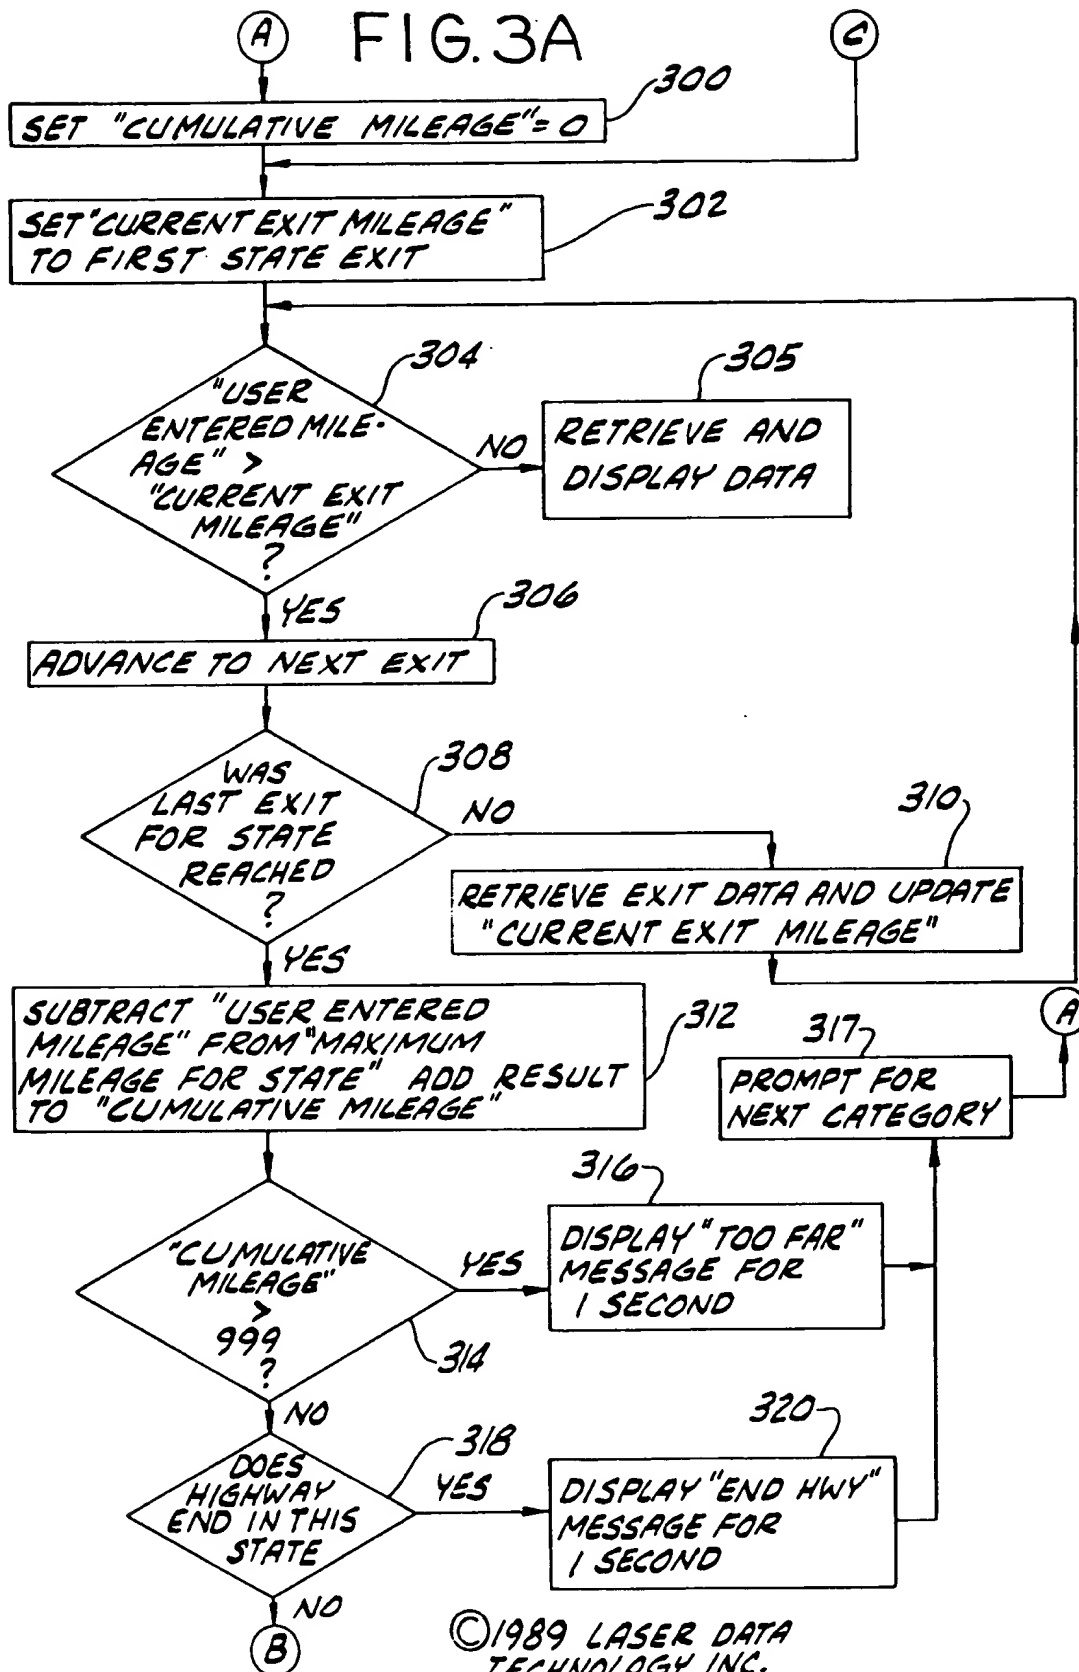 A
FIG. 3A
C
300
SET "CUMULATIVE MILEAGE" = 0
302
SET "CURRENT EXIT MILEAGE"
TO FIRST STATE EXIT
304
"USER
ENTERED MILE-
AGE" >
"CURRENT EXIT
MILEAGE"
?
NO
305
RETRIEVE AND
DISPLAY DATA
YES
306
ADVANCE TO NEXT EXIT
308
WAS
LAST EXIT
FOR STATE
REACHED
?
NO
310
RETRIEVE EXIT DATA AND UPDATE
"CURRENT EXIT MILEAGE"
YES
312
SUBTRACT "USER ENTERED
MILEAGE" FROM "MAXIMUM
MILEAGE FOR STATE" ADD RESULT
TO "CUMULATIVE MILEAGE"
A
317
PROMPT FOR
NEXT CATEGORY
"CUMULATIVE
MILEAGE"
>
999
?
314
YES
316
DISPLAY "TOO FAR"
MESSAGE FOR
1 SECOND
NO
318
DOES
HIGHWAY
END IN THIS
STATE
YES
320
DISPLAY "END HWY"
MESSAGE FOR
1 SECOND
NO
B
©1989 LASER DATA
TECHNOLOGY INC.